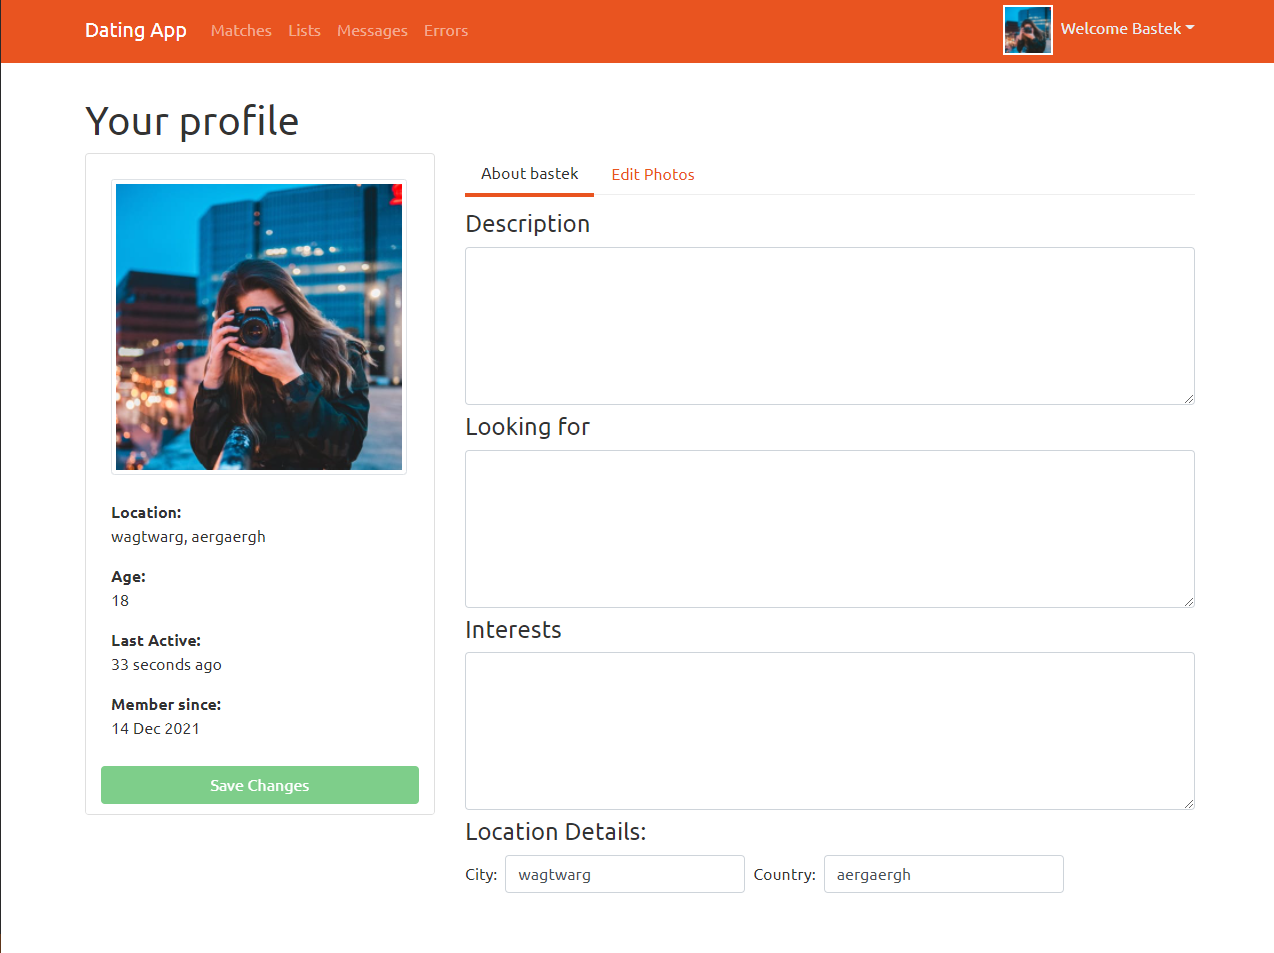 Dating App Matches Lists Messages Errors Welcome Bastek
Your profile
About bastek Edit Photos
Location:
wagtwarg, aergaergh
Age:
18
Last Active:
33 seconds ago
Member since:
14 Dec 2021
Save Changes
Description
Looking for
Interests
Location Details:
City: wagtwarg Country: aergaergh